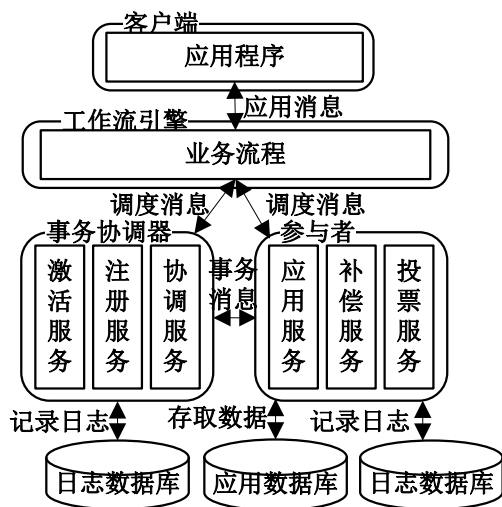 客户端
应用程序
应用消息
工作流引擎
业务流程
调度消息
调度消息
事务协调器
参与者
激活服务
注册服务
协调服务
事务消息
应用服务
补偿服务
投票服务
记录日志
存取数据
记录日志
日志数据库
应用数据库
日志数据库